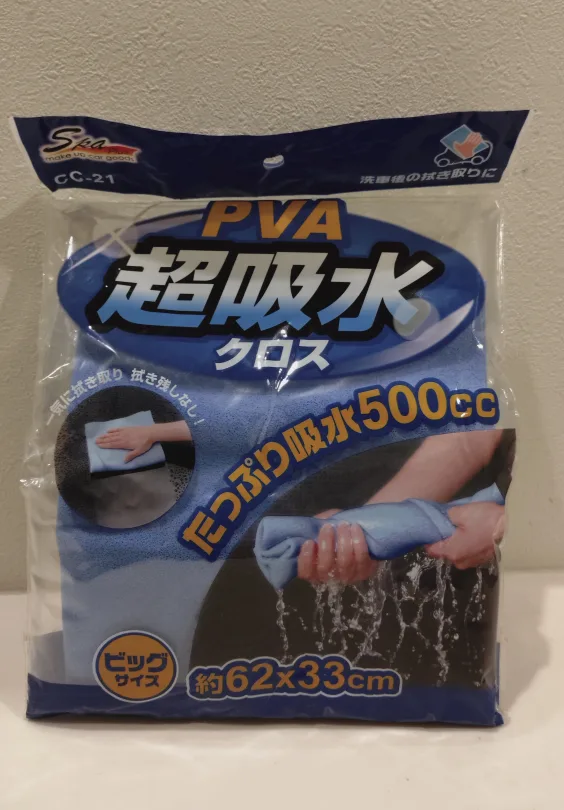 Spa
make up car goods
CC-21
洗車後の拭き取りに
PVA
超吸水
クロス
一気に拭き取り 拭き残しなし!
たっぷり吸水500cc
ビッグ
サイズ
約62x33cm